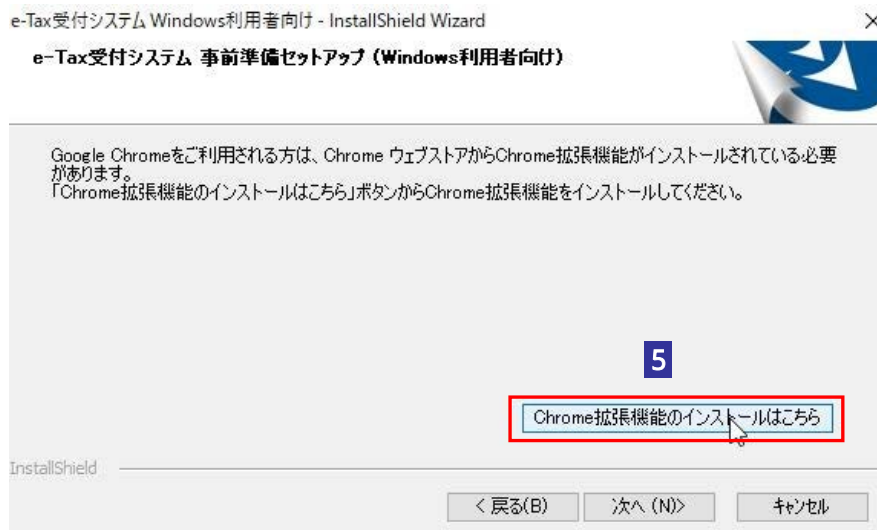 e-Tax受付システム Windows利用者向け - InstallShield Wizard
e-Tax受付システム 事前準備セットアップ (Windows利用者向け)
Google Chromeをご利用される方は、Chrome ウェブストアからChrome拡張機能がインストールされている必要
があります。
「Chrome拡張機能のインストールはこちら」ボタンからChrome拡張機能をインストールしてください。
5
Chrome拡張機能のインストールはこちら
InstallShield
< 戻る(B)
次へ (N)>
キャンセル